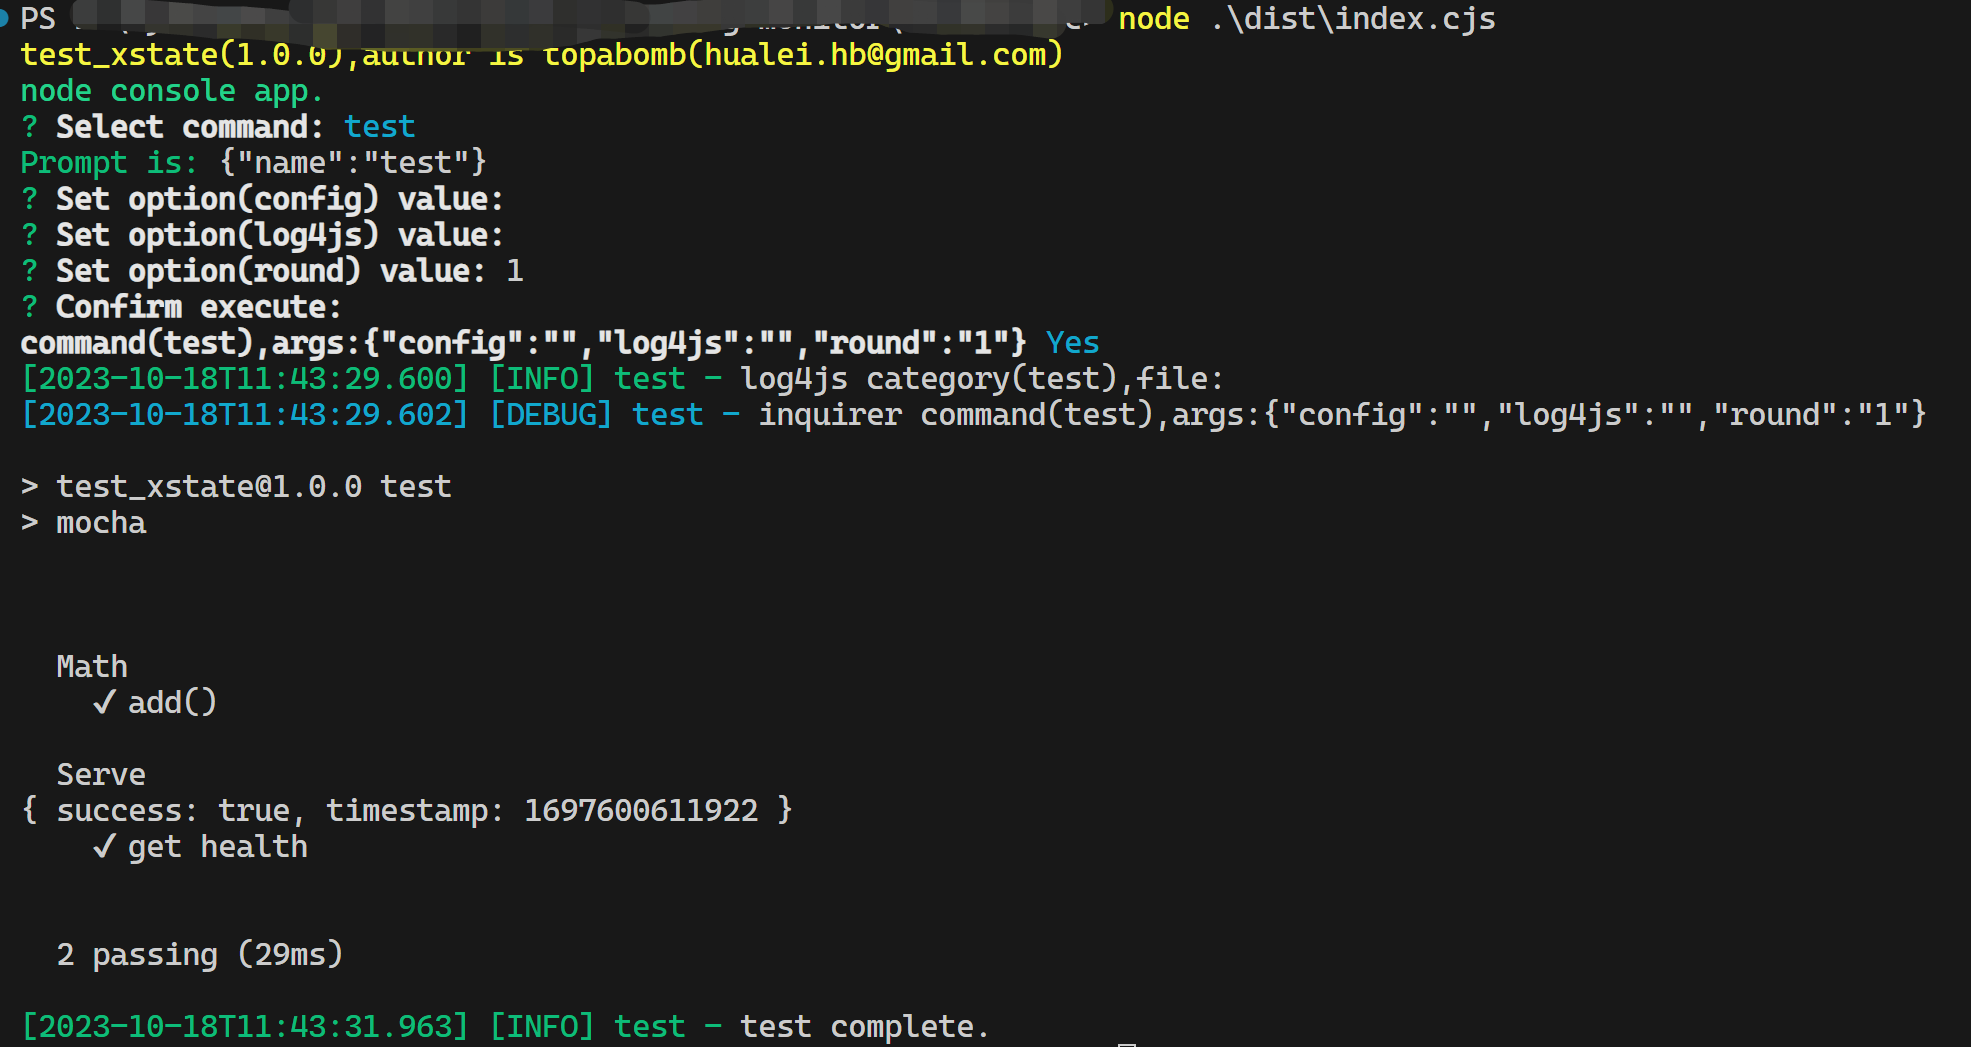 PS node .\dist\index.cjs
test_xstate(1.0.0),author is topabomb(hualei.hb@gmail.com)
node console app.
? Select command: test
Prompt is: {"name":"test"}
? Set option(config) value:
? Set option(log4js) value:
? Set option(round) value: 1
? Confirm execute:
command(test),args:{"config":"","log4js":"","round":"1"} Yes
[2023-10-18T11:43:29.600] [INFO] test - log4js category(test),file:
[2023-10-18T11:43:29.602] [DEBUG] test - inquirer command(test),args:{"config":"","log4js":"","round":"1"}
> test_xstate@1.0.0 test
> mocha
Math
✓ add()
Serve
{ success: true, timestamp: 1697600611922 }
✓ get health
2 passing (29ms)
[2023-10-18T11:43:31.963] [INFO] test - test complete.